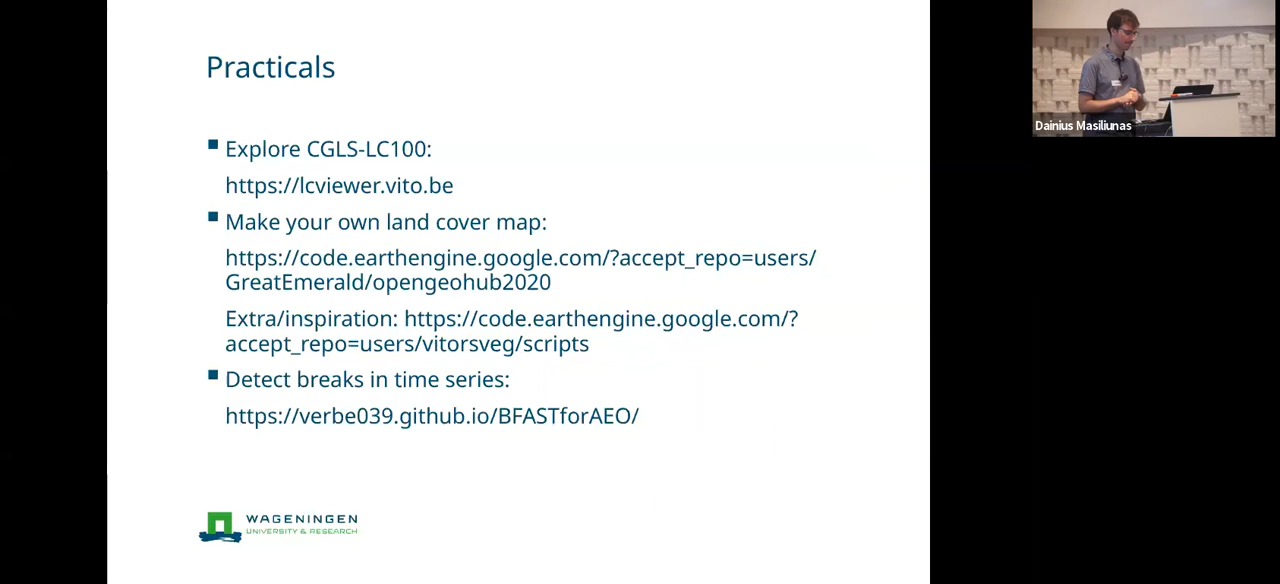 Practicals
Explore CGLS-LC100:
https://lcviewer.vito.be
Make your own land cover map:
https://code.earthengine.google.com/?accept_repo=users/
GreatEmerald/opengeohub2020
Extra/inspiration: https://code.earthengine.google.com/?
accept_repo=users/vitorsveg/scripts
Detect breaks in time series:
https://verbe039.github.io/BFASTforAEO/
WAGENINGEN
UNIVERSITY & RESEARCH
Dainius Masiliunas